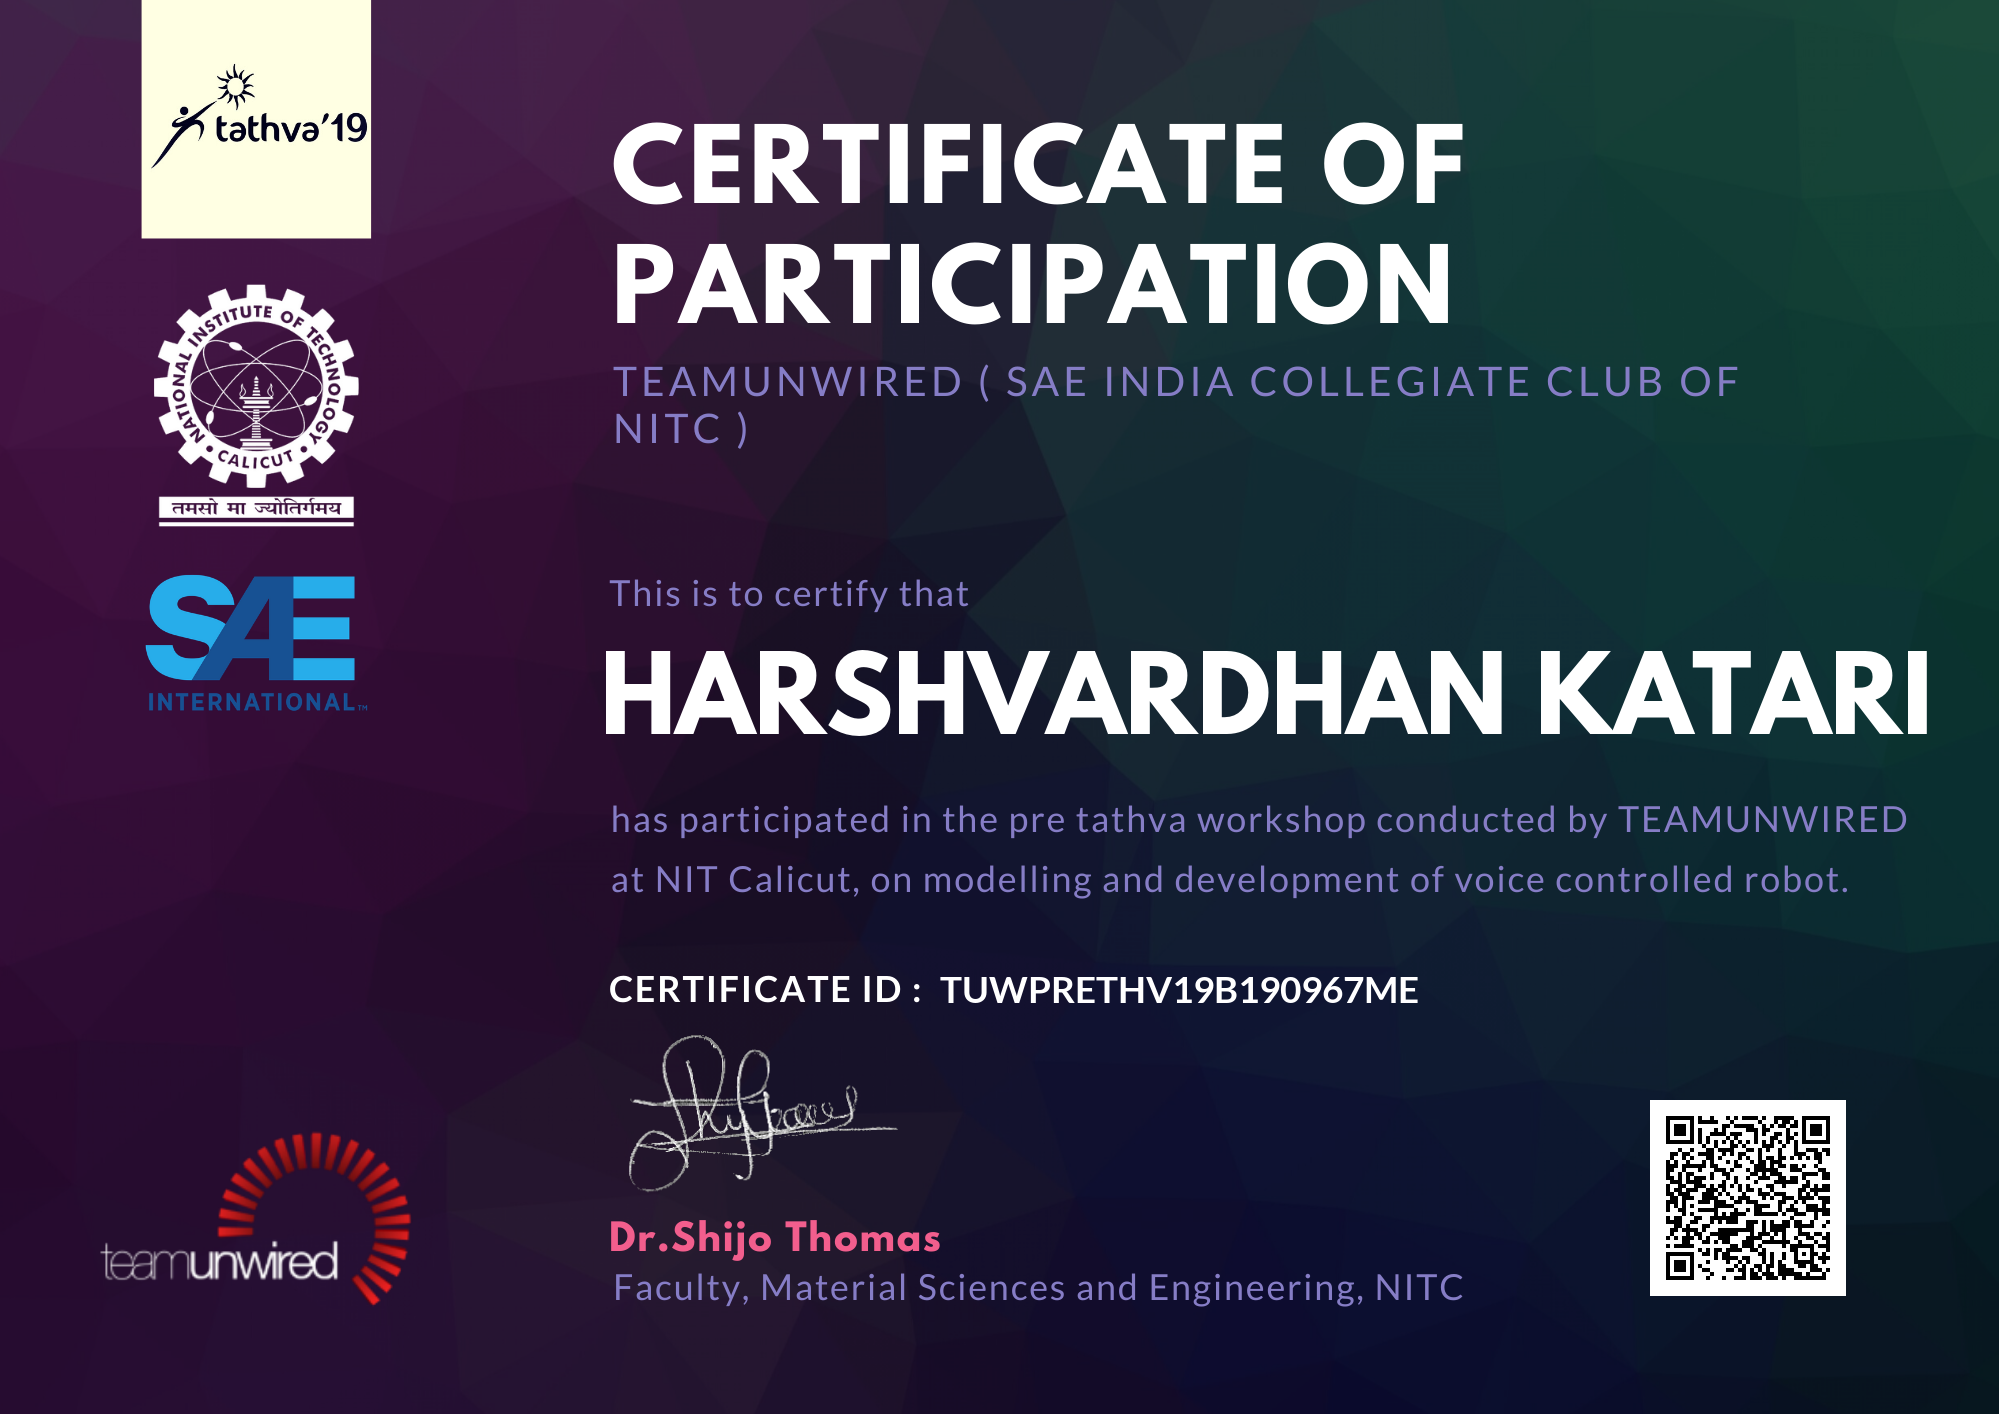 tathva'19
NATIONAL INSTITUTE OF TECHNOLOGY
• CALICUT •
तमसो मा ज्योतिर्गमय
SAE
INTERNATIONAL™
CERTIFICATE OF
PARTICIPATION
TEAMUNWIRED ( SAE INDIA COLLEGIATE CLUB OF
NITC )
This is to certify that
HARSHVARDHAN KATARI
has participated in the pre tathva workshop conducted by TEAMUNWIRED
at NIT Calicut, on modelling and development of voice controlled robot.
CERTIFICATE ID : TUWPRETHV19B190967ME
Dr.Shijo Thomas
Faculty, Material Sciences and Engineering, NITC
teamunwired